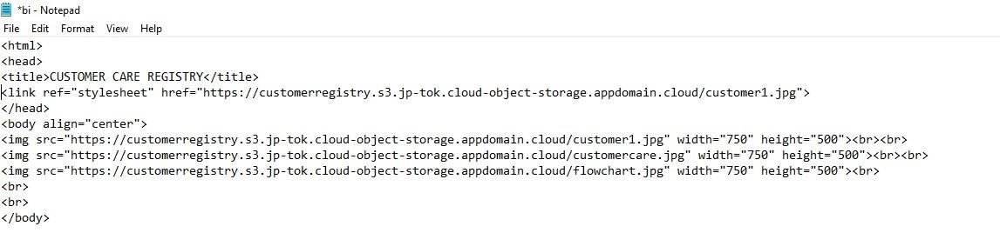 *bi - Notepad
File Edit Format View Help
<html>
<head>
<title>CUSTOMER CARE REGISTRY</title>
<link ref="stylesheet" href="https://customerregistry.s3.jp-tok.cloud-object-storage.appdomain.cloud/customer1.jpg">
</head>
<body align="center">
<img src="https://customerregistry.s3.jp-tok.cloud-object-storage.appdomain.cloud/customer1.jpg" width="750" height="500"><br><br>
<img src="https://customerregistry.s3.jp-tok.cloud-object-storage.appdomain.cloud/customercare.jpg" width="750" height="500"><br><br>
<img src="https://customerregistry.s3.jp-tok.cloud-object-storage.appdomain.cloud/flowchart.jpg" width="750" height="500"><br>
<br>
<br>
</body>